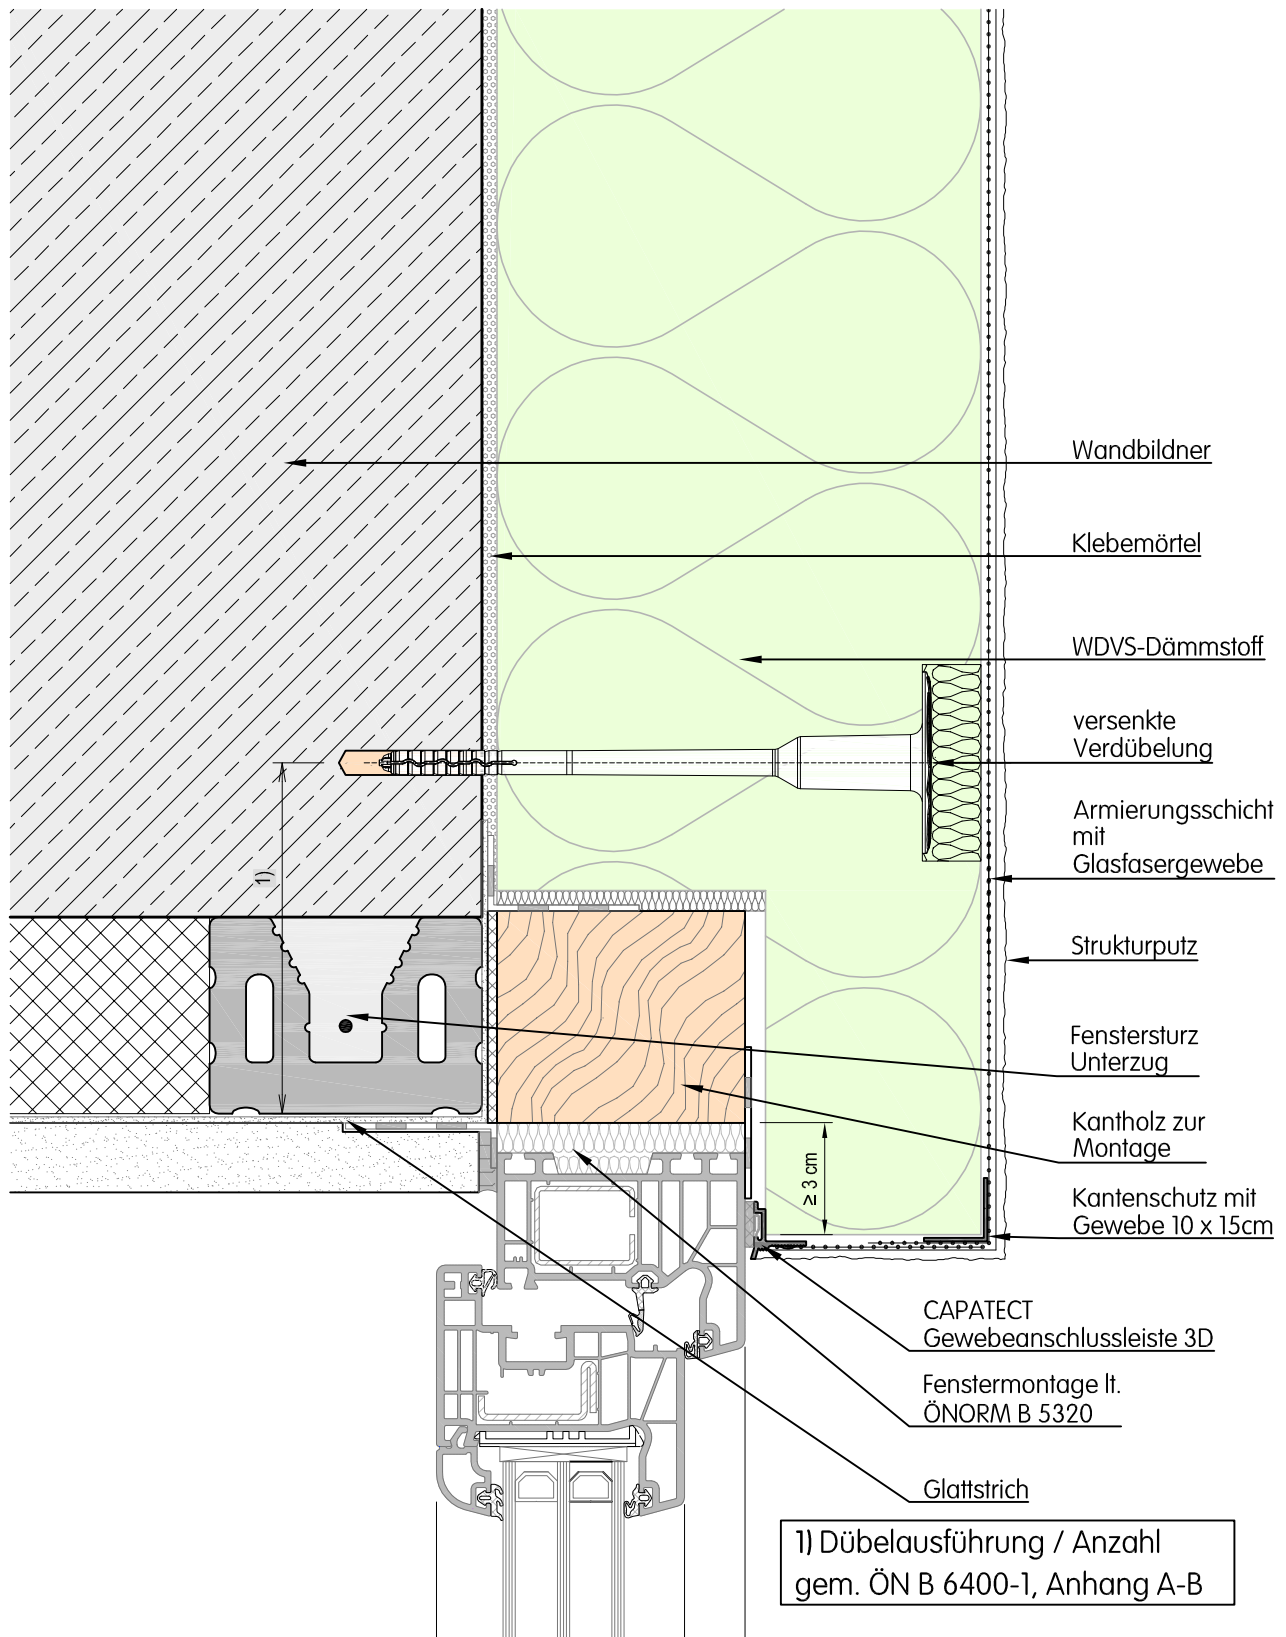 Wandbildner
Klebemörtel
WDVS-Dämmstoff
versenkte
Verdübelung
Armierungsschicht
mit
Glasfasergewebe
1)
Strukturputz
Fenstersturz
Unterzug
Kantholz zur
Montage
≥ 3 cm
Kantenschutz mit
Gewebe 10 x 15cm
CAPATECT
Gewebeanschlussleiste 3D
Fenstermontage lt.
ÖNORM B 5320
Glattstrich
1) Dübelausführung / Anzahl
gem. ÖN B 6400-1, Anhang A-B